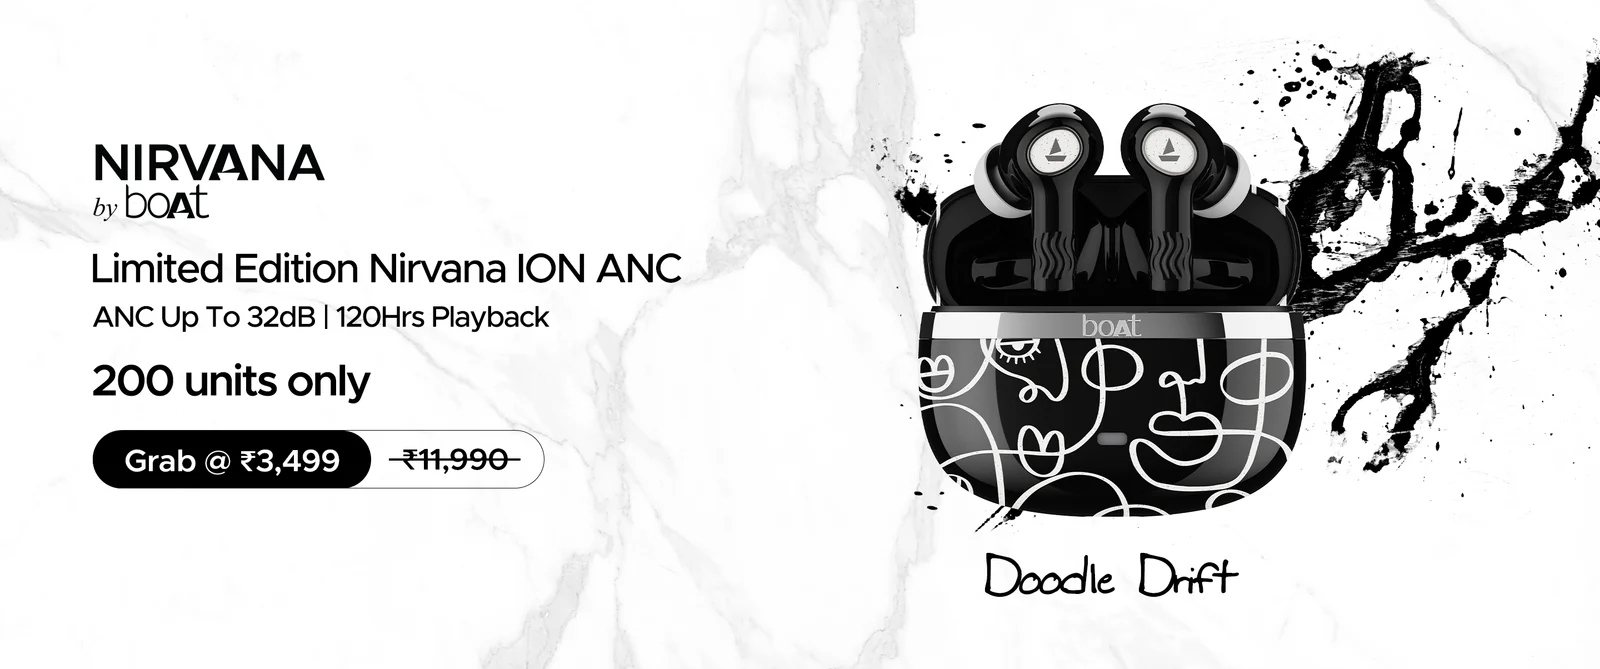 NIRVANA
by boAt
Limited Edition Nirvana ION ANC
ANC Up To 32dB | 120Hrs Playback
200 units only
Grab @ ₹3,499 ₹11,990
boAt
Doodle Drift